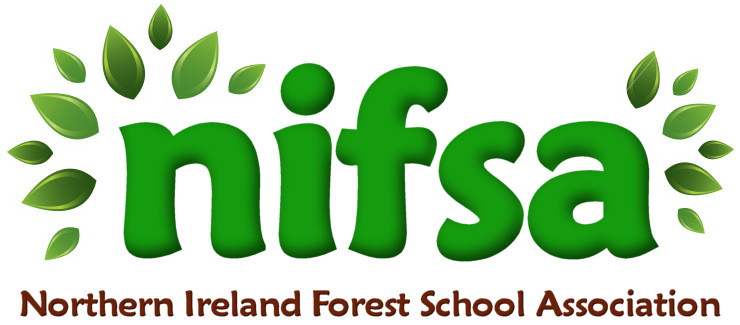 nifsa
Northern Ireland Forest School Association